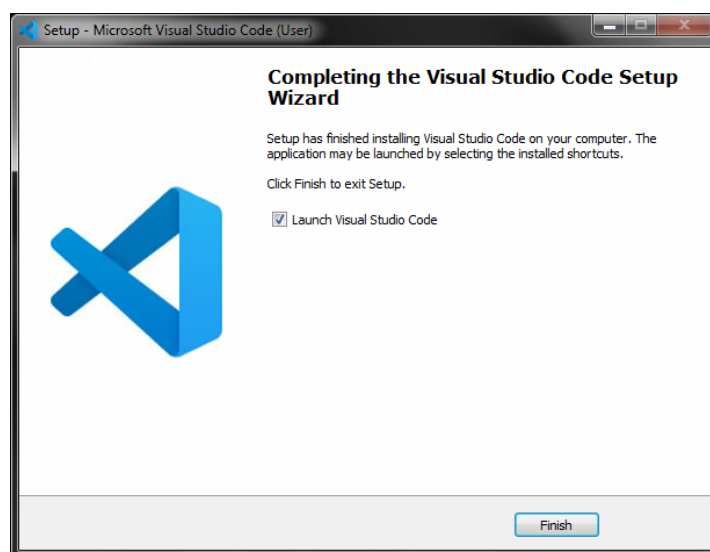 Setup - Microsoft Visual Studio Code (User)
Completing the Visual Studio Code Setup
Wizard
Setup has finished installing Visual Studio Code on your computer. The
application may be launched by selecting the installed shortcuts.
Click Finish to exit Setup.
Launch Visual Studio Code
Finish